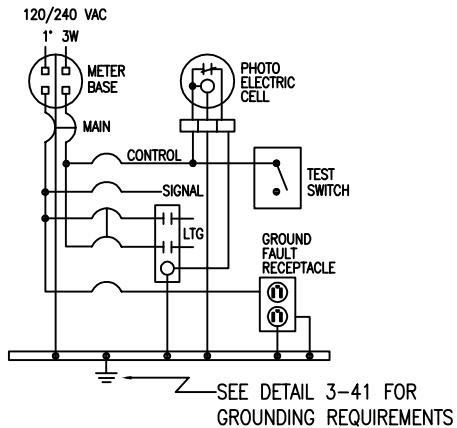 120/240 VAC
1° 3W
METER
BASE
PHOTO
ELECTRIC
CELL
MAIN
CONTROL
TEST
SWITCH
SIGNAL
LTG
GROUND
FAULT
RECEPTACLE
SEE DETAIL 3-41 FOR
GROUNDING REQUIREMENTS